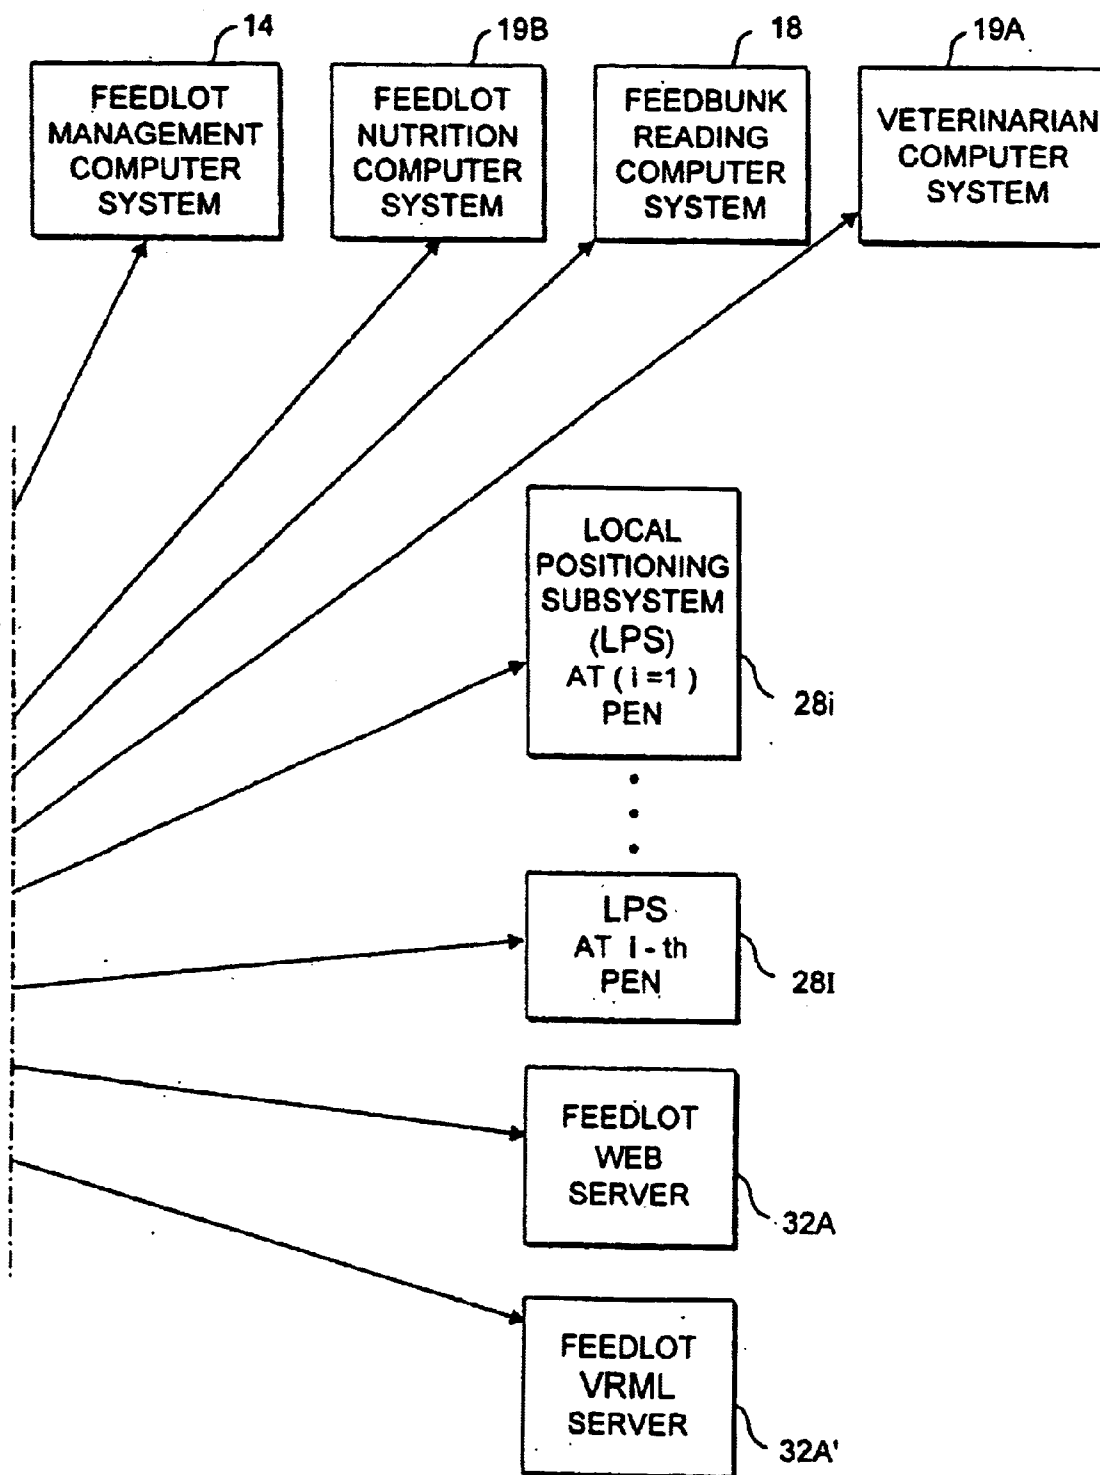 14
19B
18
19A
FEEDLOT
MANAGEMENT
COMPUTER
SYSTEM
FEEDLOT
NUTRITION
COMPUTER
SYSTEM
FEEDBUNK
READING
COMPUTER
SYSTEM
VETERINARIAN
COMPUTER
SYSTEM
LOCAL
POSITIONING
SUBSYSTEM
(LPS)
AT (i=1)
PEN
28i
LPS
AT i-th
PEN
28I
FEEDLOT
WEB
SERVER
32A
FEEDLOT
VRML
SERVER
32A'